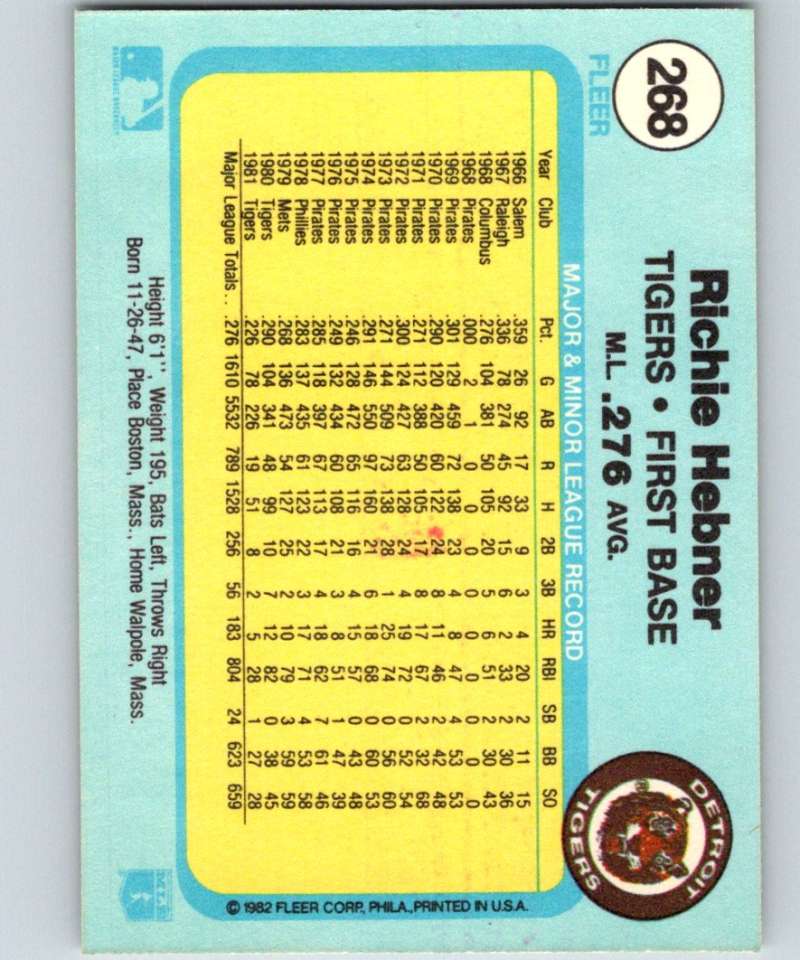 268
FLEER
Richie Hebner
TIGERS • FIRST BASE
M.L. .276 AVG.
DETROIT TIGERS
®
MAJOR & MINOR LEAGUE RECORD
Year Club Pct. G AB R H 2B 3B HR RBI SB BB SO
1966 Salem .359 26 92 17 33 9 3 4 20 2 11 15
1967 Raleigh .336 78 274 45 92 15 6 2 33 2 30 36
1968 Columbus .276 104 381 50 105 20 5 6 51 2 30 43
1968 Pirates .000 2 1 0 0 0 0 0 0 0 0 0
1969 Pirates .301 129 459 72 138 23 4 8 47 4 53 53
1970 Pirates .290 120 420 60 122 24 8 11 46 2 42 48
1971 Pirates .271 112 388 50 105 17 8 17 67 2 32 68
1972 Pirates .300 124 427 63 128 24 4 19 72 0 52 54
1973 Pirates .271 144 509 73 138 28 1 25 74 0 56 60
1974 Pirates .291 146 550 97 160 21 6 18 68 0 60 53
1975 Pirates .246 128 472 65 116 16 4 15 57 0 43 48
1976 Pirates .249 132 434 60 108 21 3 8 51 1 47 39
1977 Pirates .285 118 397 67 113 17 4 18 62 7 61 46
1978 Phillies .283 137 435 61 123 22 3 17 71 4 53 58
1979 Mets .268 136 473 54 127 25 2 10 79 3 59 59
1980 Tigers .290 104 341 48 99 10 7 12 82 0 38 45
1981 Tigers .226 78 226 19 51 8 2 5 28 1 27 28
Major League Totals . . .276 1610 5532 789 1528 256 56 183 804 24 623 659
© 1982 FLEER CORP., PHILA., PRINTED IN U.S.A.
Height 6'1", Weight 195, Bats Left, Throws Right
Born 11-26-47, Place Boston, Mass., Home Walpole, Mass.
MAJOR LEAGUE BASEBALL